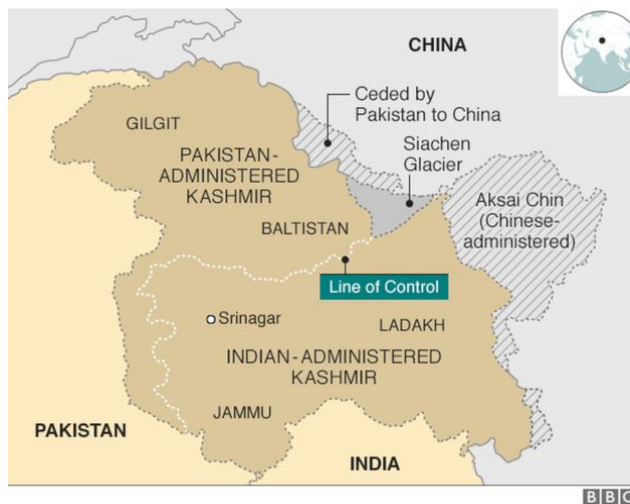 CHINA
Ceded by
Pakistan to China
GILGIT
Siachen
Glacier
PAKISTAN-
ADMINISTERED
KASHMIR
Aksai Chin
(Chinese-
administered)
BALTISTAN
Line of Control
Srinagar
LADAKH
INDIAN-ADMINISTERED
KASHMIR
JAMMU
PAKISTAN
INDIA
BBC